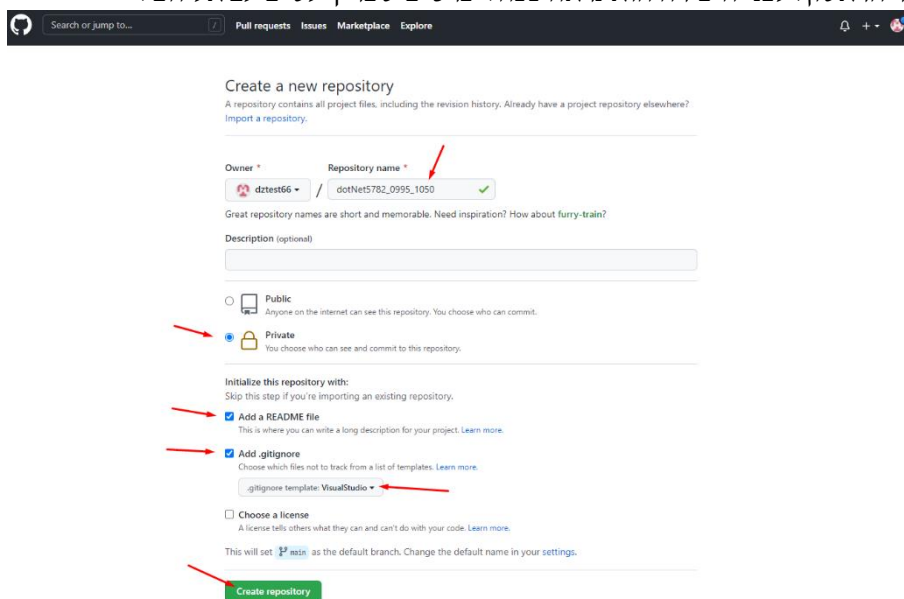 Search or jump to...
/
Pull requests Issues Marketplace Explore
Create a new repository
A repository contains all project files, including the revision history. Already have a project repository elsewhere?
Import a repository.
Owner * Repository name *
dztest66 / dotNet5782_0995_1050
Great repository names are short and memorable. Need inspiration? How about furry-train?
Description (optional)
Public
Anyone on the internet can see this repository. You choose who can commit.
Private
You choose who can see and commit to this repository.
Initialize this repository with:
Skip this step if you're importing an existing repository.
Add a README file
This is where you can write a long description for your project. Learn more.
Add .gitignore
Choose which files not to track from a list of templates. Learn more.
.gitignore template: VisualStudio
Choose a license
A license tells others what they can and can't do with your code. Learn more.
This will set main as the default branch. Change the default name in your settings.
Create repository